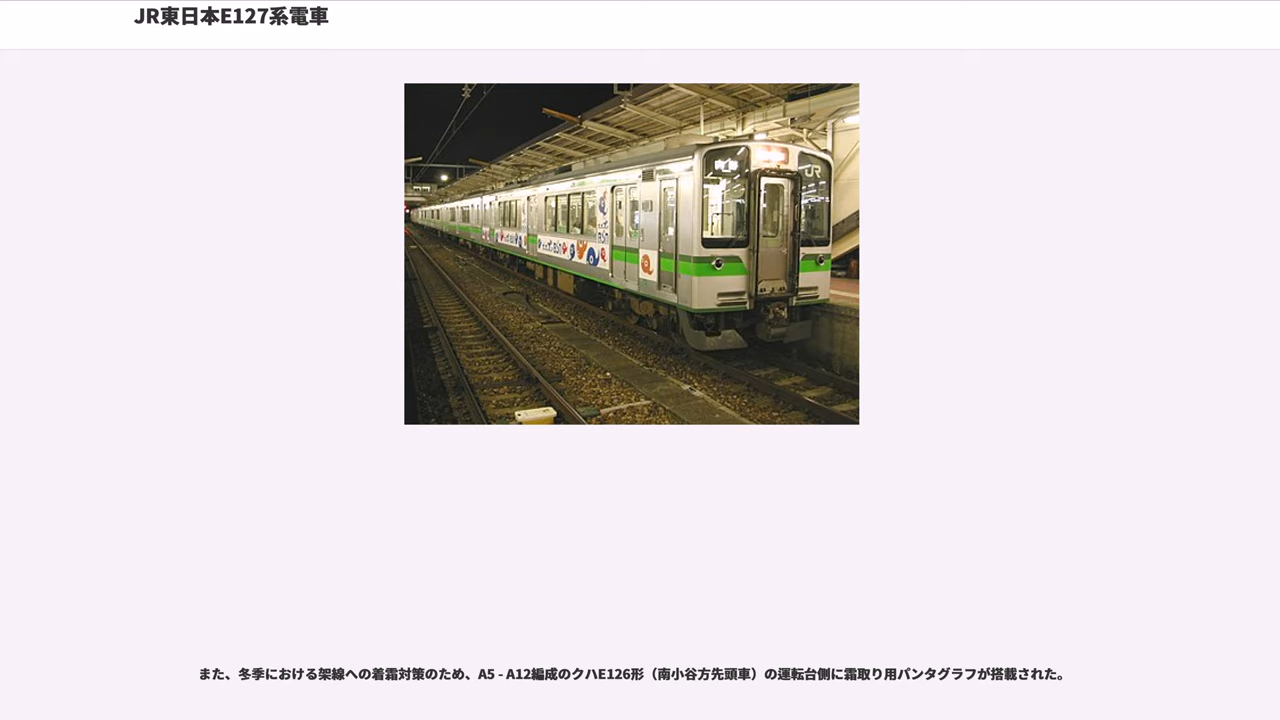 JR東日本E127系電車
JR
また、冬季における架線への着霜対策のため、A5 - A12編成のクハE126形（南小谷方先頭車）の運転台側に霜取り用パンタグラフが搭載された。